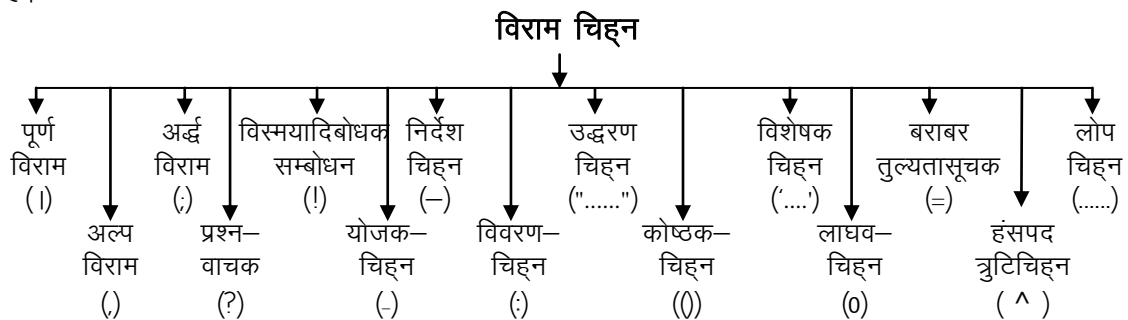 विराम चिह्न
पूर्ण विराम (।)
अल्प विराम (,)
अर्द्ध विराम (;)
प्रश्न– वाचक (?)
विस्मयादिबोधक सम्बोधन (!)
योजक– चिह्न (-)
निर्देश चिह्न (–)
विवरण– चिह्न (:)
उद्धरण चिह्न ("......")
कोष्ठक– चिह्न (())
विशेषक चिह्न ('....')
लाघव– चिह्न (o)
बराबर तुल्यतासूचक (=)
हंसपद त्रुटिचिह्न ( ^ )
लोप चिह्न (......)